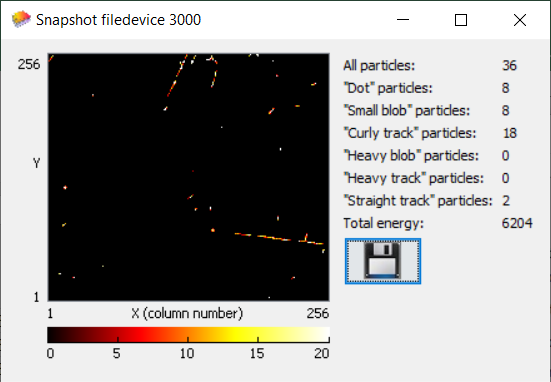 Snapshot filedevice 3000
256
Y
1
1 X (column number) 256
0 5 10 15 20
All particles: 36
"Dot" particles: 8
"Small blob" particles: 8
"Curly track" particles: 18
"Heavy blob" particles: 0
"Heavy track" particles: 0
"Straight track" particles: 2
Total energy: 6204